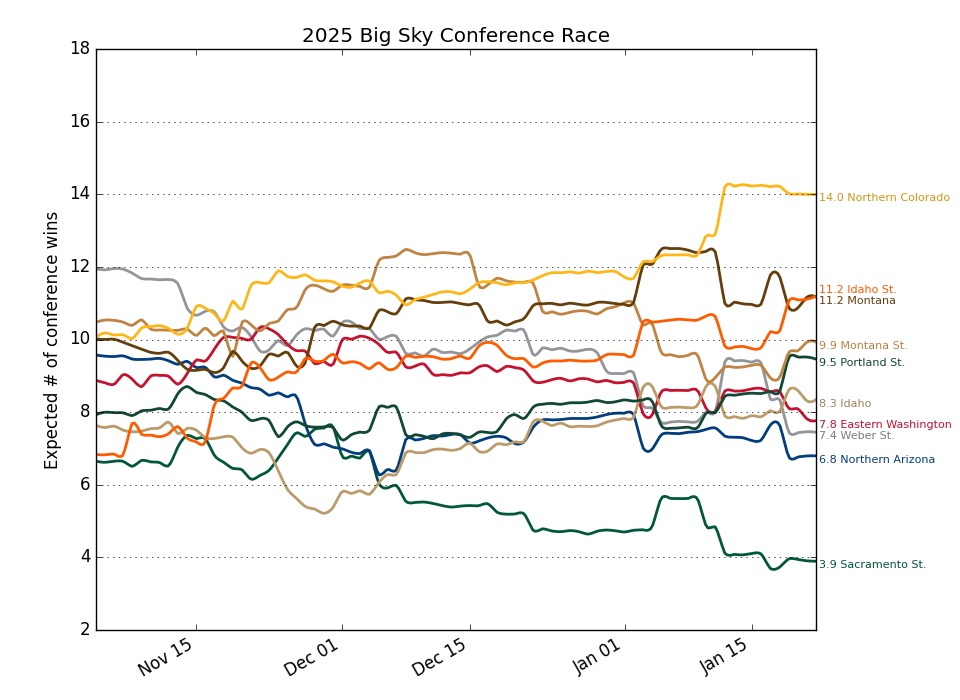 2025 Big Sky Conference Race
Expected # of conference wins
18
16
14
12
10
8
6
4
2
Nov 15
Dec 01
Dec 15
Jan 01
Jan 15
14.0 Northern Colorado
11.2 Idaho St.
11.2 Montana
9.9 Montana St.
9.5 Portland St.
8.3 Idaho
7.8 Eastern Washington
7.4 Weber St.
6.8 Northern Arizona
3.9 Sacramento St.